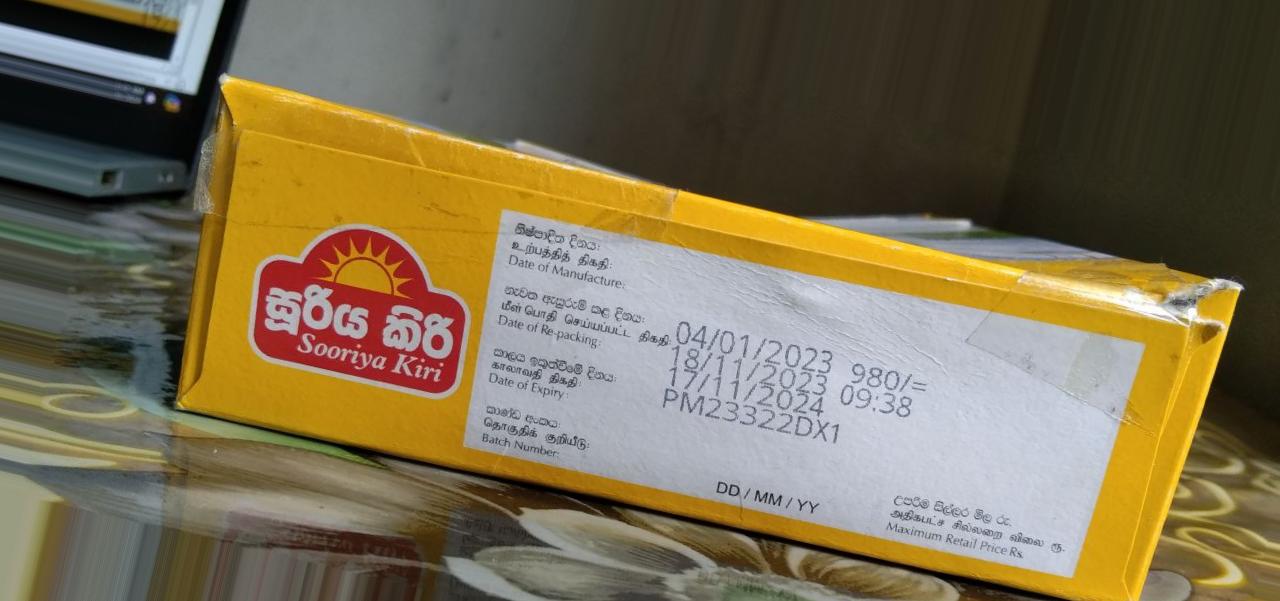 සූරිය කිරි
Sooriya Kiri
නිෂ්පාදිත දිනය:
உற்பத்தித் திகதி:
Date of Manufacture:
නැවත ඇසුරුම් කළ දිනය:
மீள் பொதி செய்யப்பட்ட திகதி:
Date of Re-packing:
කාලය ඉකුත්වීමේ දිනය:
காலாவதி திகதி:
Date of Expiry:
කාණ්ඩ අංකය:
தொகுதிக் குறியீடு:
Batch Number:
04/01/2023 980/=
18/11/2023 09:38
17/11/2024
PM23322DX1
DD / MM / YY
උපරිම සිල්ලර මිල රු.
அதிகபட்ச சில்லறை விலை ரூ.
Maximum Retail Price Rs.